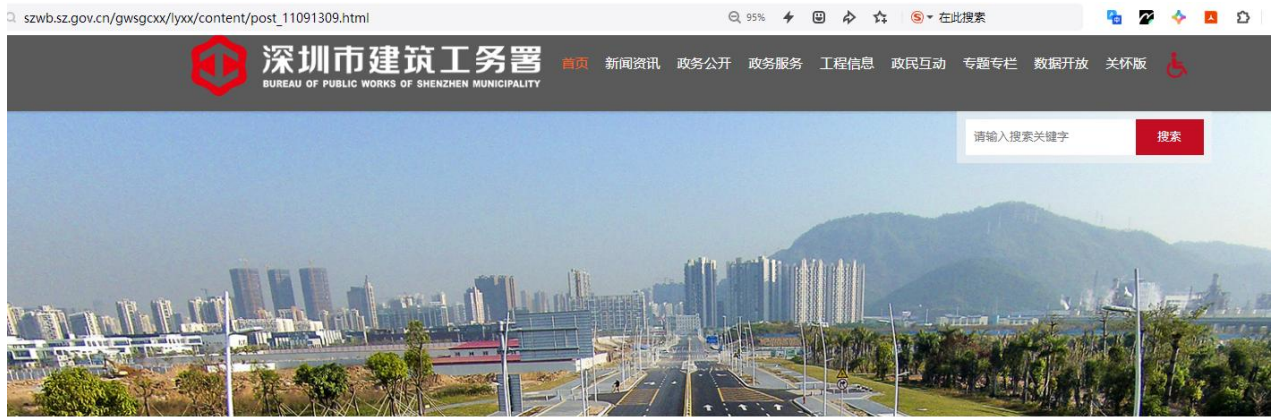 szwb.sz.gov.cn/gwsgcxx/lyxx/content/post_11091309.html 95% 在此搜索
深圳市建筑工务署
BUREAU OF PUBLIC WORKS OF SHENZHEN MUNICIPALITY
首页 新闻资讯 政务公开 政务服务 工程信息 政民互动 专题专栏 数据开放 关怀版
请输入搜索关键字 搜索